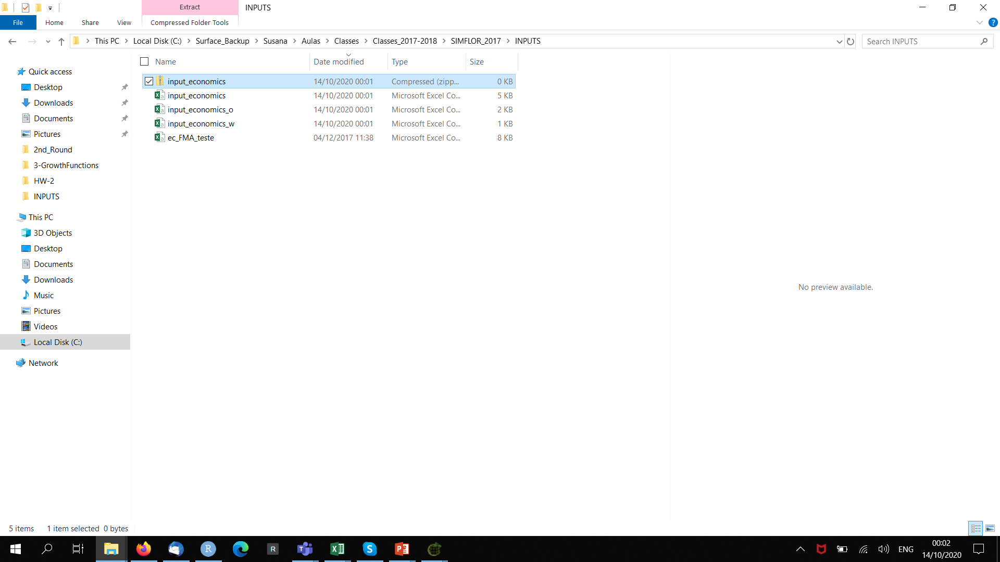 Extract
INPUTS
File
Home
Share
View
Compressed Folder Tools
?
This PC
Local Disk (C:)
Surface_Backup
Susana
Aulas
Classes
Classes_2017-2018
SIMFLOR_2017
INPUTS
Search INPUTS
Name
Date modified
Type
Size
input_economics 14/10/2020 00:01 Compressed (zipp... 0 KB
input_economics 14/10/2020 00:01 Microsoft Excel Co... 5 KB
input_economics_o 14/10/2020 00:01 Microsoft Excel Co... 2 KB
input_economics_w 14/10/2020 00:01 Microsoft Excel Co... 1 KB
ec_FMA_teste 04/12/2017 11:38 Microsoft Excel Co... 8 KB
Quick access
Desktop
Downloads
Documents
Pictures
2nd_Round
3-GrowthFunctions
HW-2
INPUTS
This PC
3D Objects
Desktop
Documents
Downloads
Music
Pictures
Videos
Local Disk (C:)
Network
No preview available.
5 items
1 item selected 0 bytes
R
R
ENG
00:02
14/10/2020